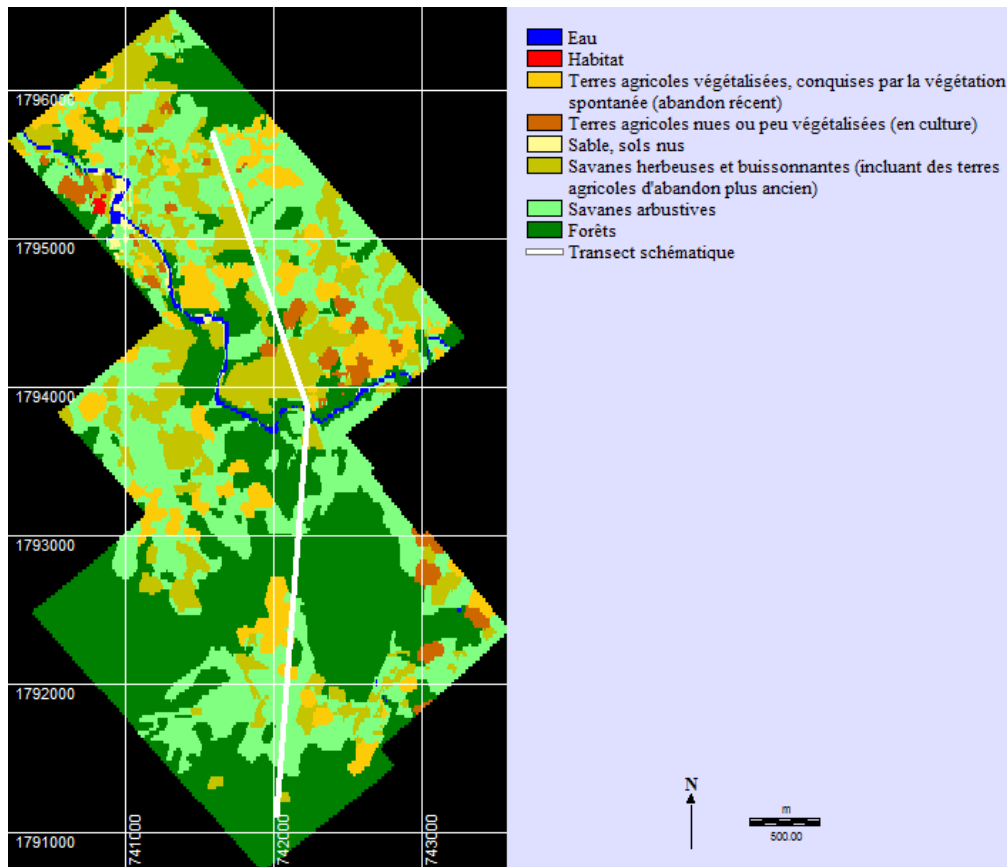 1796000
1795000
1794000
1793000
1792000
1791000
741000
742000
743000
Eau
Habitat
Terres agricoles végétalisées, conquises par la végétation
spontanée (abandon récent)
Terres agricoles nues ou peu végétalisées (en culture)
Sable, sols nus
Savanes herbeuses et buissonnantes (incluant des terres
agricoles d'abandon plus ancien)
Savanes arbustives
Forêts
Transect schématique
N
m
500.00